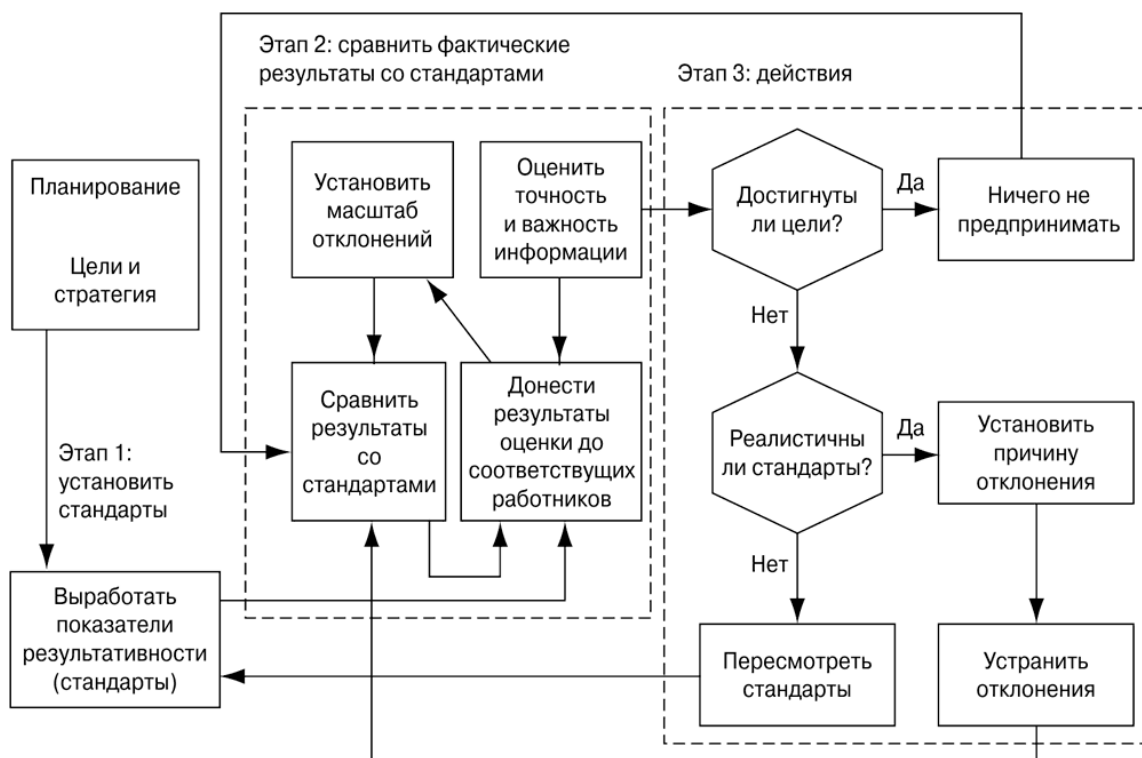 Этап 2: сравнить фактические
результаты со стандартами
Этап 3: действия
Планирование
Цели и
стратегия
Установить
масштаб
отклонений
Оценить
точность
и важность
информации
Достигнуты
ли цели?
Да
Ничего не
предпринимать
Нет
Этап 1:
установить
стандарты
Сравнить
результаты
со
стандартами
Донести
результаты
оценки до
соответствущих
работников
Реалистичны
ли стандарты?
Да
Установить
причину
отклонения
Нет
Выработать
показатели
результативности
(стандарты)
Пересмотреть
стандарты
Устранить
отклонения